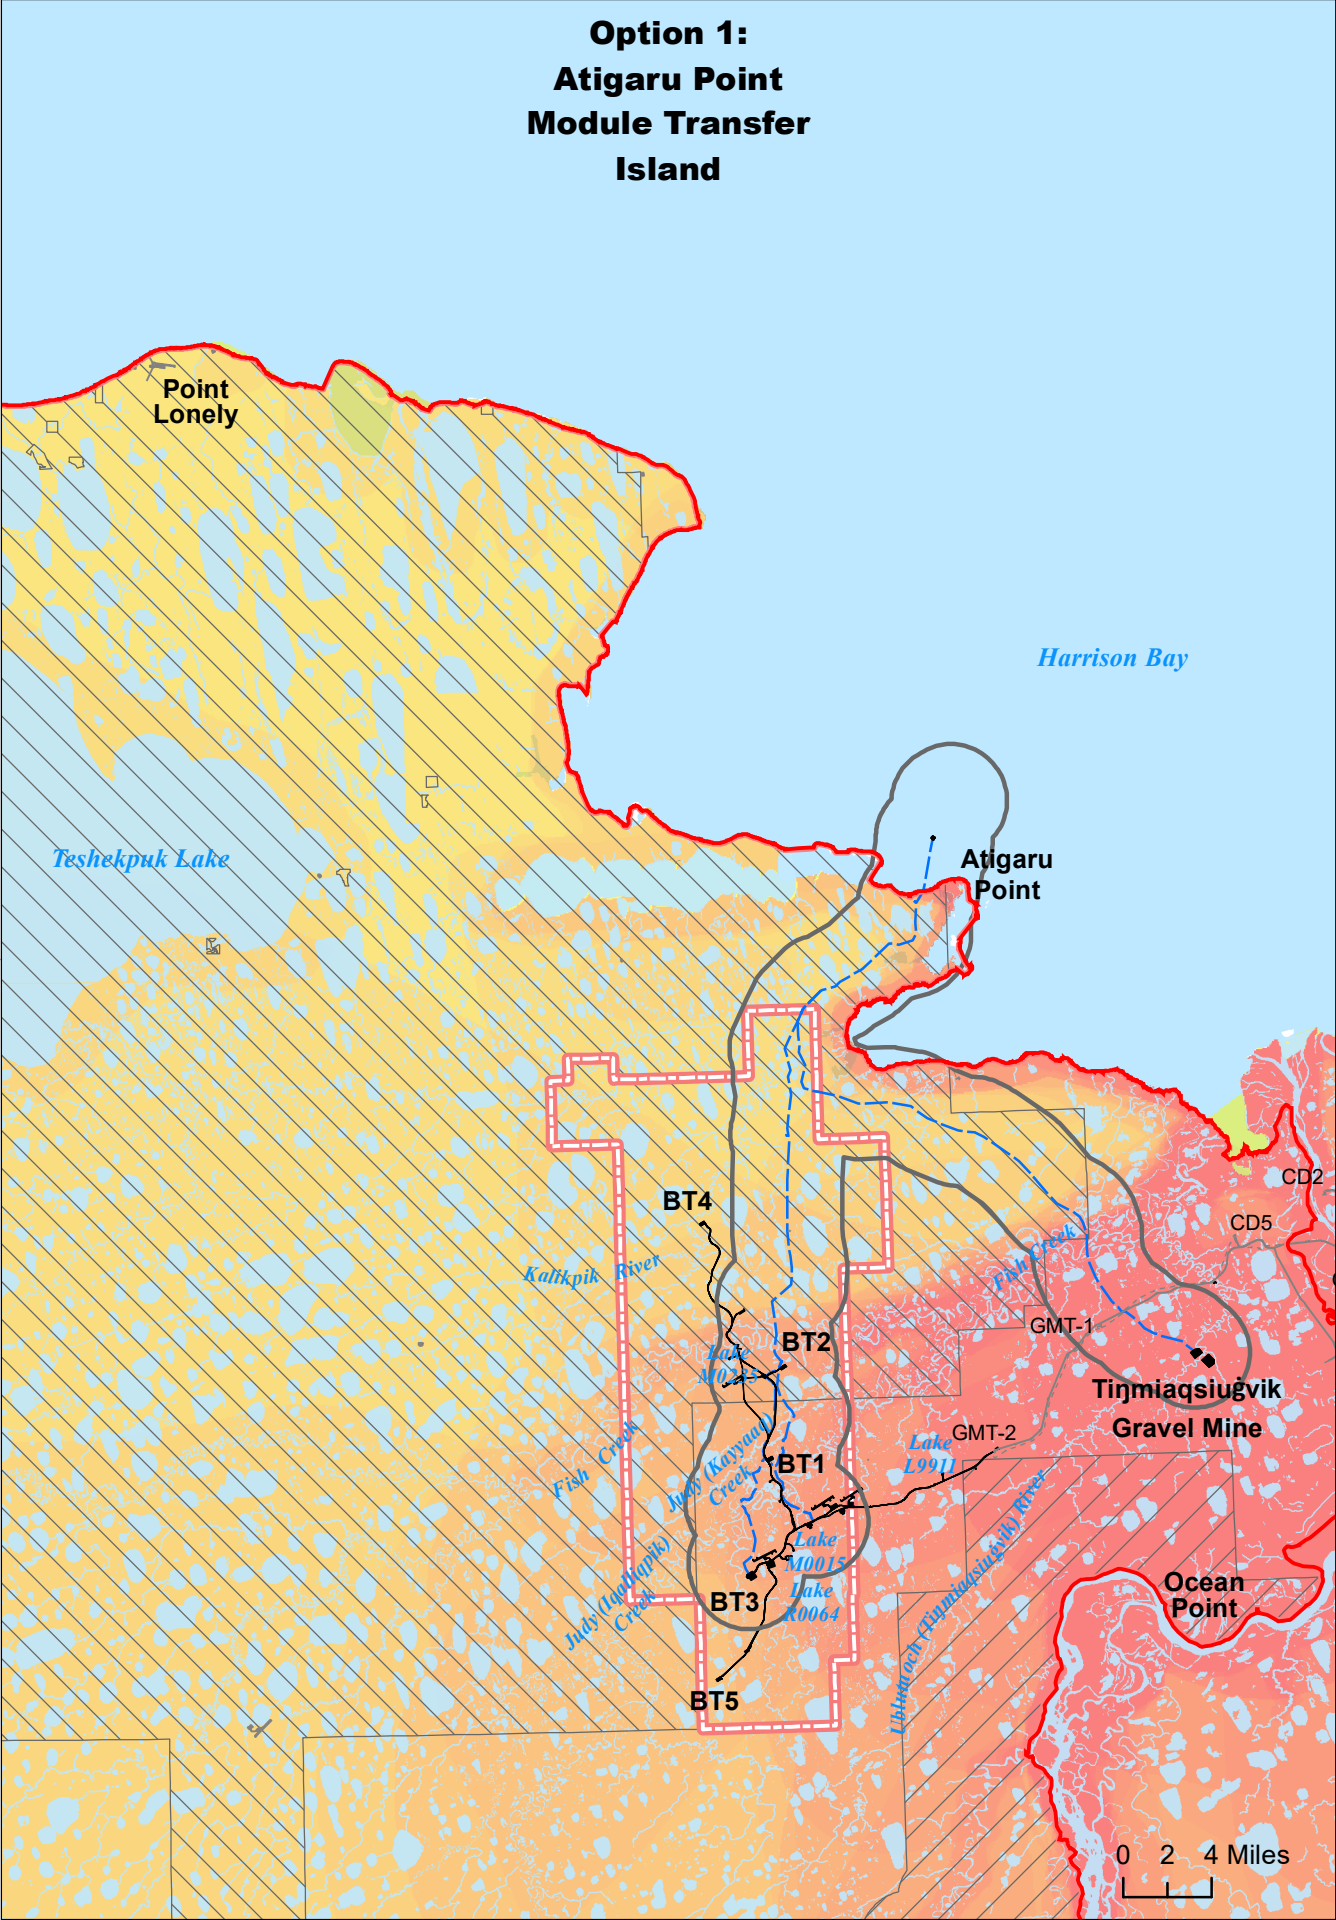 Option 1:
Atigaru Point
Module Transfer
Island
Point
Lonely
Harrison Bay
Teshekpuk Lake
Atigaru
Point
CD2
BT4
CD5
Fish Creek
Kalikpik River
GMT-1
BT2
Lake
M0235
Tiŋmiaqsiuġvik
Gravel Mine
GMT-2
Lake
L9911
Fish Creek
Judy (Kayyaaq)
Creek
BT1
Lake
M0015
Judy (Iqalliqpik)
Creek
BT3
Lake
R0064
Ublutuoch (Tiŋmiaqsiuġvik) River
Ocean
Point
BT5
0 2 4 Miles